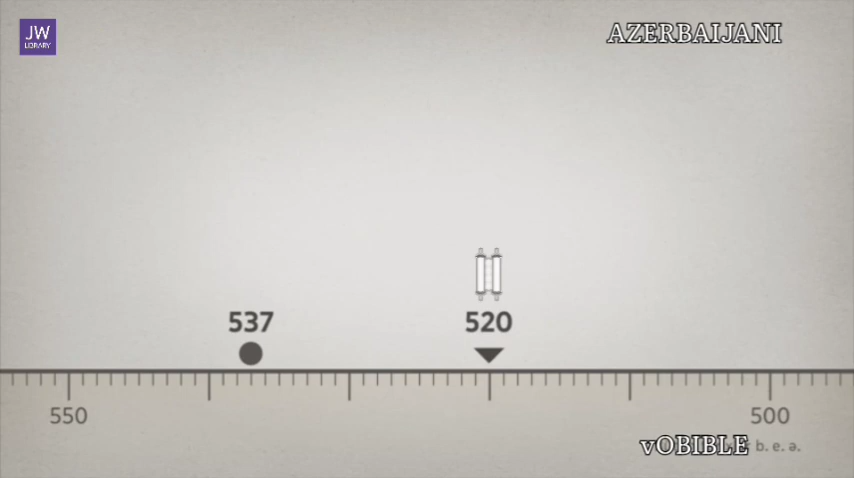 JW
LIBRARY
AZERBAIJANI
537
520
550
500
vOBIBLE
b. e. ə.